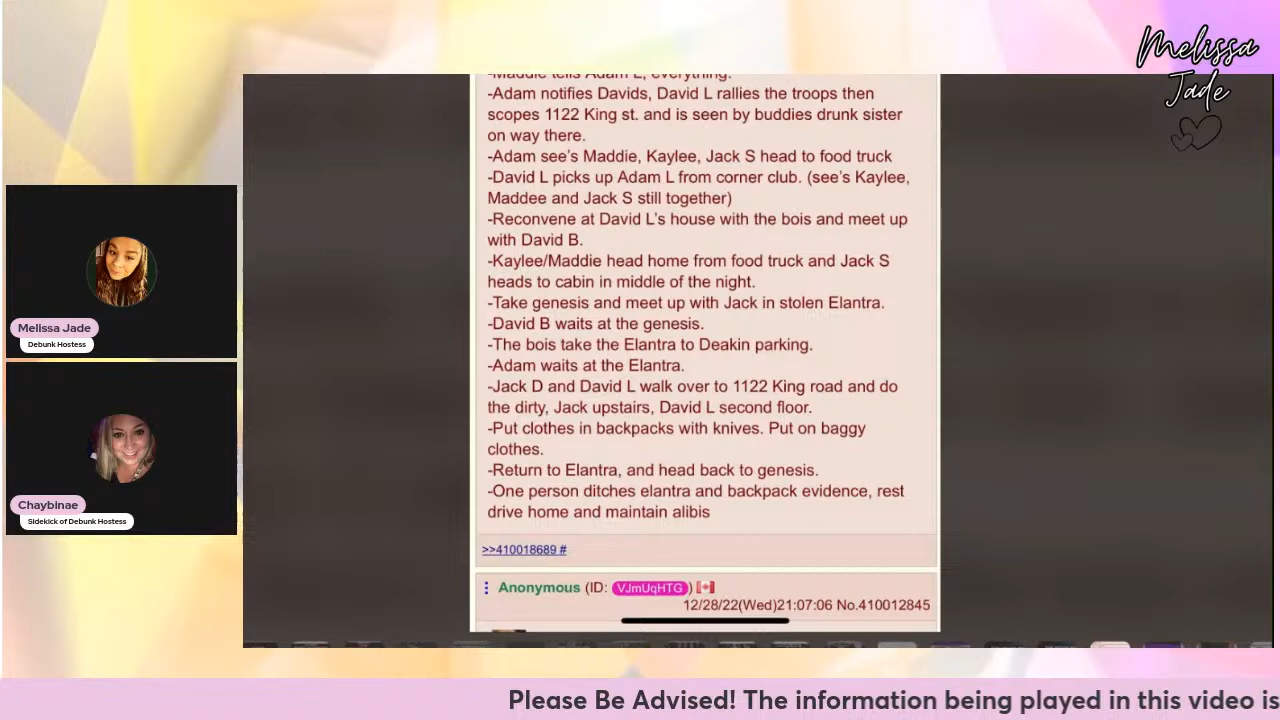 Melissa
Jade
-Maddie tells Adam L, everything.
-Adam notifies Davids, David L rallies the troops then
scopes 1122 King st. and is seen by buddies drunk sister
on way there.
-Adam see's Maddie, Kaylee, Jack S head to food truck
-David L picks up Adam L from corner club. (see's Kaylee,
Maddee and Jack S still together)
-Reconvene at David L's house with the bois and meet up
with David B.
-Kaylee/Maddie head home from food truck and Jack S
heads to cabin in middle of the night.
-Take genesis and meet up with Jack in stolen Elantra.
-David B waits at the genesis.
-The bois take the Elantra to Deakin parking.
-Adam waits at the Elantra.
-Jack D and David L walk over to 1122 King road and do
the dirty, Jack upstairs, David L second floor.
-Put clothes in backpacks with knives. Put on baggy
clothes.
-Return to Elantra, and head back to genesis.
-One person ditches elantra and backpack evidence, rest
drive home and maintain alibis
>>410018689 #
Anonymous (ID: VJmUqHTG)
12/28/22(Wed)21:07:06 No.410012845
Melissa Jade
Debunk Hostess
Chaybinae
Sidekick of Debunk Hostess
Please Be Advised! The information being played in this video is